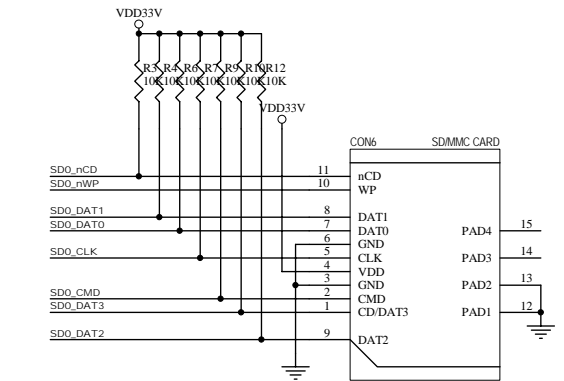 VDD33V
R3 R4 R6 R7 R9 R10 R12
10K 10K 10K 10K 10K 10K 10K
VDD33V
CON6 SD/MMC CARD
SD0_nCD 11 nCD
SD0_nWP 10 WP
SD0_DAT1 8 DAT1
SD0_DAT0 7 DAT0 PAD4 15
6 GND
SD0_CLK 5 CLK PAD3 14
4 VDD
3 GND PAD2 13
SD0_CMD 2 CMD
SD0_DAT3 1 CD/DAT3 PAD1 12
SD0_DAT2 9 DAT2